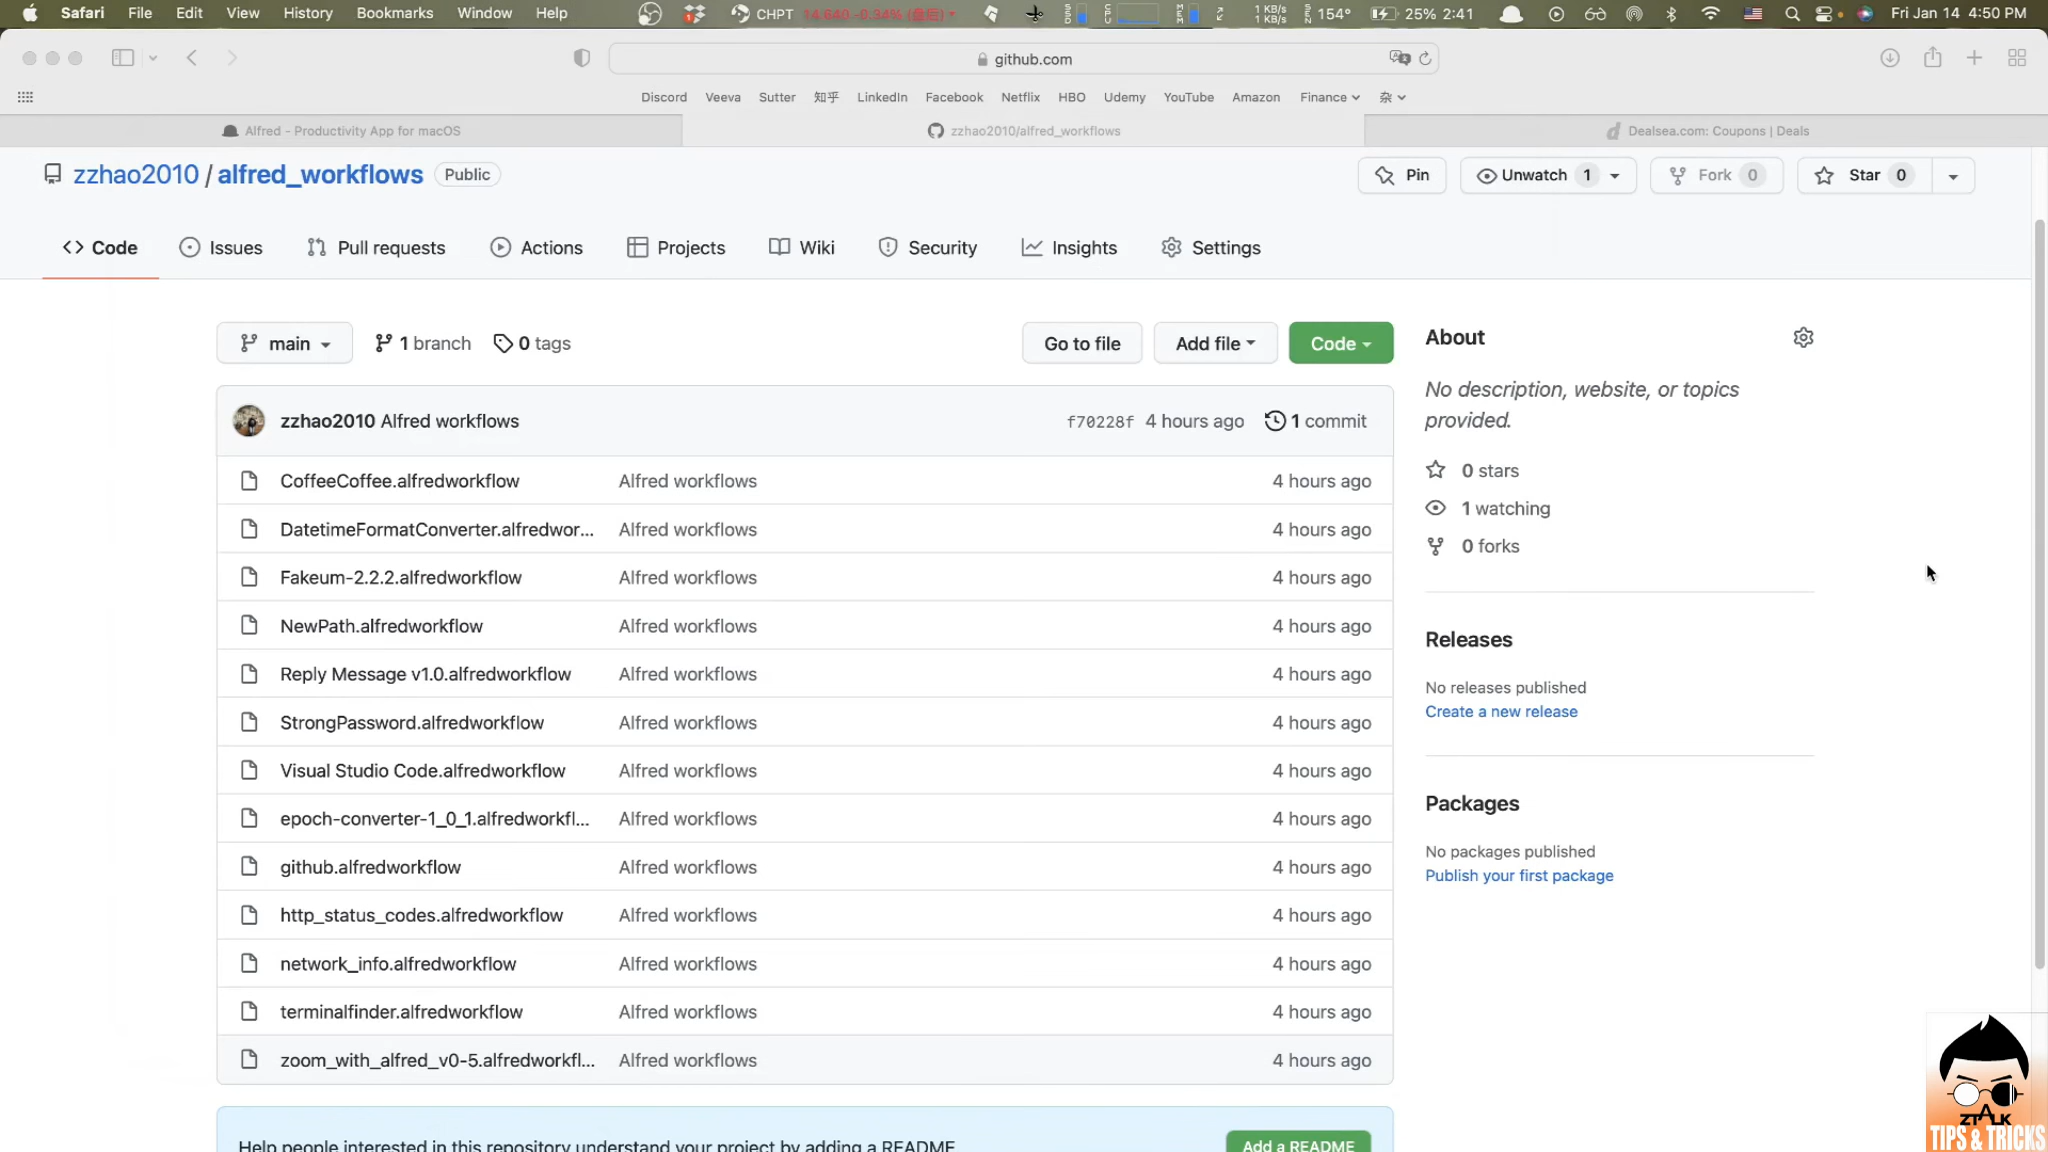 Safari File Edit View History Bookmarks Window Help CHPT 14.640 -0.34% 1 KB/s 1 KB/s 154° 25% 2:41 Fri Jan 14 4:50 PM
github.com
Discord Veeva Sutter 知乎 LinkedIn Facebook Netflix HBO Udemy YouTube Amazon Finance 杂
Alfred - Productivity App for macOS zzhao2010/alfred_workflows Dealsea.com: Coupons | Deals
zzhao2010 / alfred_workflows Public Pin Unwatch 1 Fork 0 Star 0
Code Issues Pull requests Actions Projects Wiki Security Insights Settings
main 1 branch 0 tags Go to file Add file Code
zzhao2010 Alfred workflows f70228f 4 hours ago 1 commit
CoffeeCoffee.alfredworkflow Alfred workflows 4 hours ago
DatetimeFormatConverter.alfredwor... Alfred workflows 4 hours ago
Fakeum-2.2.2.alfredworkflow Alfred workflows 4 hours ago
NewPath.alfredworkflow Alfred workflows 4 hours ago
Reply Message v1.0.alfredworkflow Alfred workflows 4 hours ago
StrongPassword.alfredworkflow Alfred workflows 4 hours ago
Visual Studio Code.alfredworkflow Alfred workflows 4 hours ago
epoch-converter-1_0_1.alfredworkfl... Alfred workflows 4 hours ago
github.alfredworkflow Alfred workflows 4 hours ago
http_status_codes.alfredworkflow Alfred workflows 4 hours ago
network_info.alfredworkflow Alfred workflows 4 hours ago
terminalfinder.alfredworkflow Alfred workflows 4 hours ago
zoom_with_alfred_v0-5.alfredworkfl... Alfred workflows 4 hours ago
Help people interested in this repository understand your project by adding a README. Add a README
About
No description, website, or topics
provided.
0 stars
1 watching
0 forks
Releases
No releases published
Create a new release
Packages
No packages published
Publish your first package
ZTALK
TIPS & TRICKS